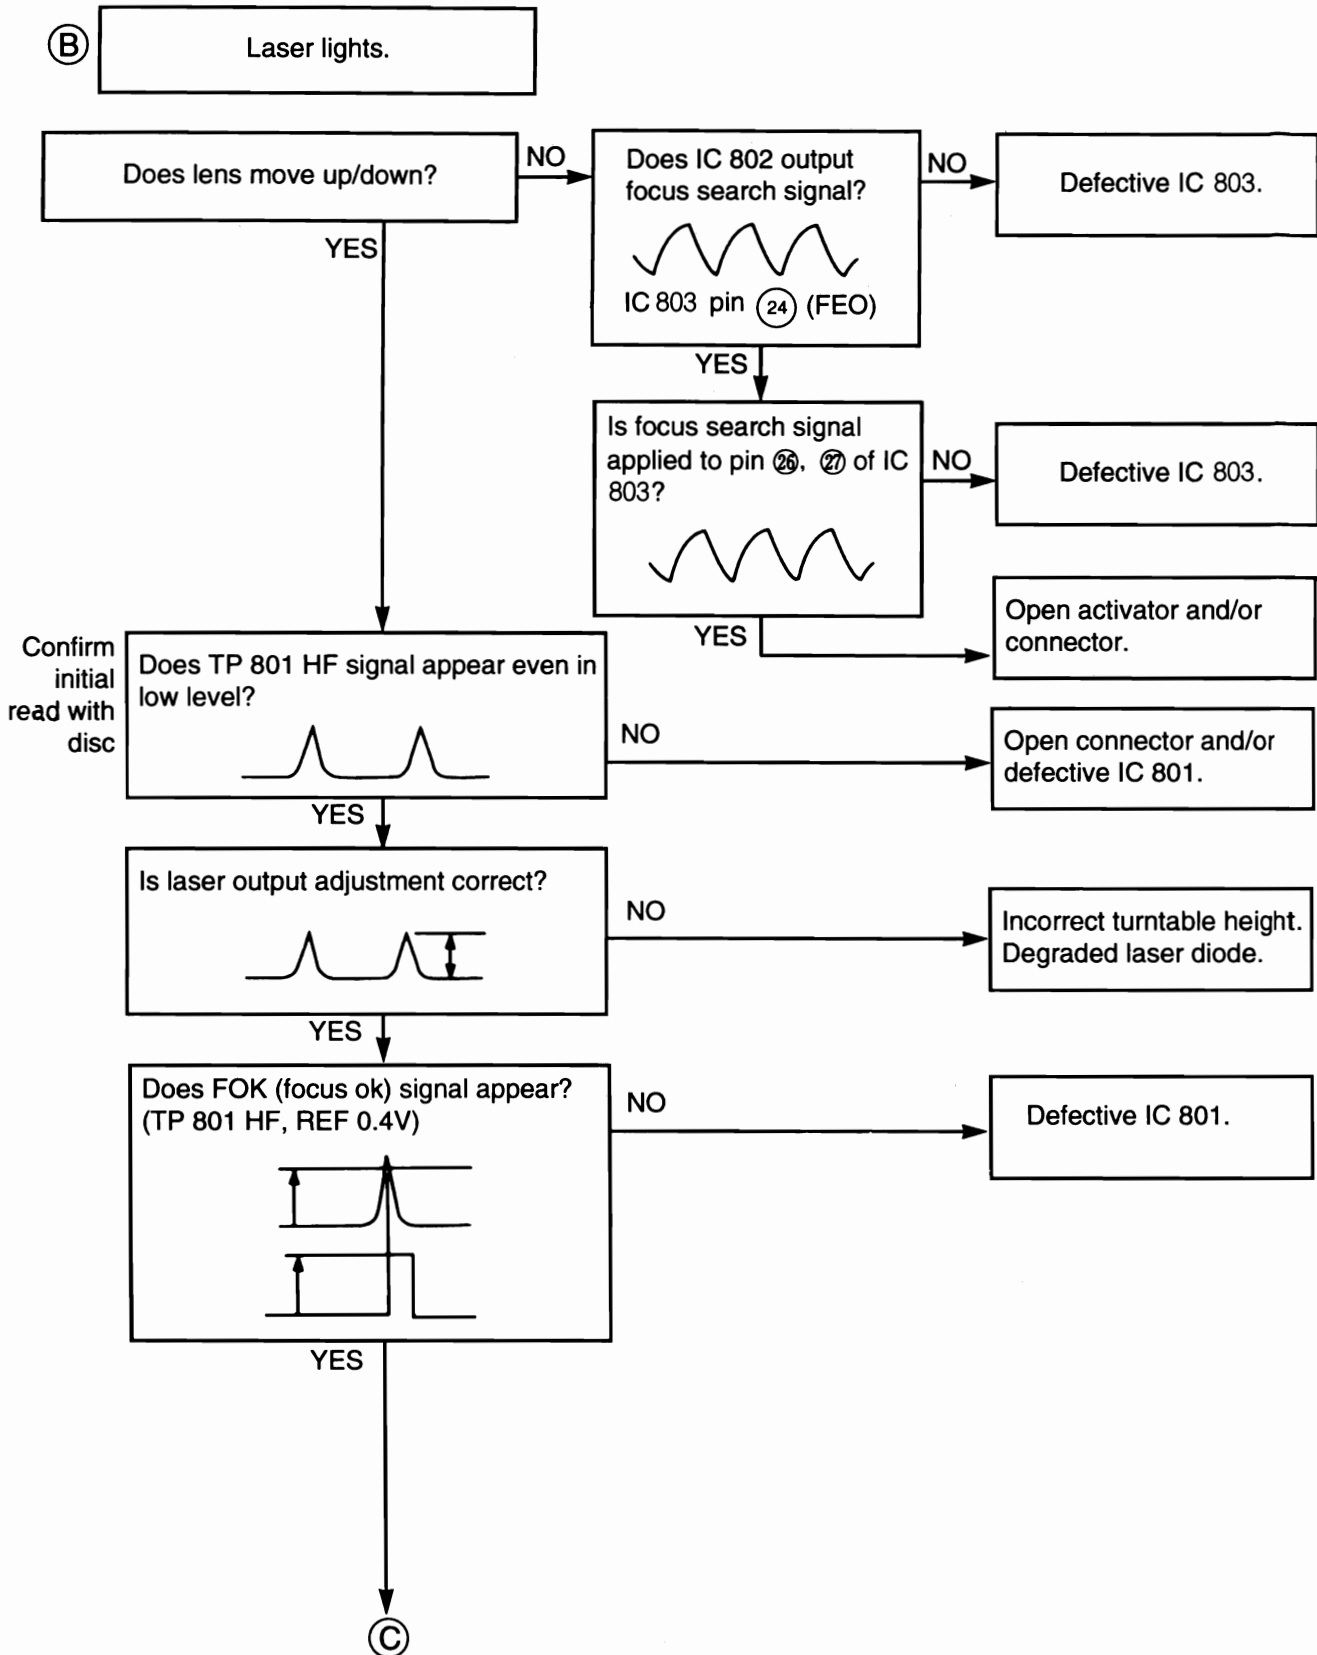 B
Laser lights.
Does lens move up/down?
NO
Does IC 802 output
focus search signal?
IC 803 pin 24 (FEO)
NO
Defective IC 803.
YES
YES
Is focus search signal
applied to pin 26, 27 of IC
803?
NO
Defective IC 803.
YES
Open activator and/or
connector.
Confirm
initial
read with
disc
Does TP 801 HF signal appear even in
low level?
NO
Open connector and/or
defective IC 801.
YES
Is laser output adjustment correct?
NO
Incorrect turntable height.
Degraded laser diode.
YES
Does FOK (focus ok) signal appear?
(TP 801 HF, REF 0.4V)
NO
Defective IC 801.
YES
C